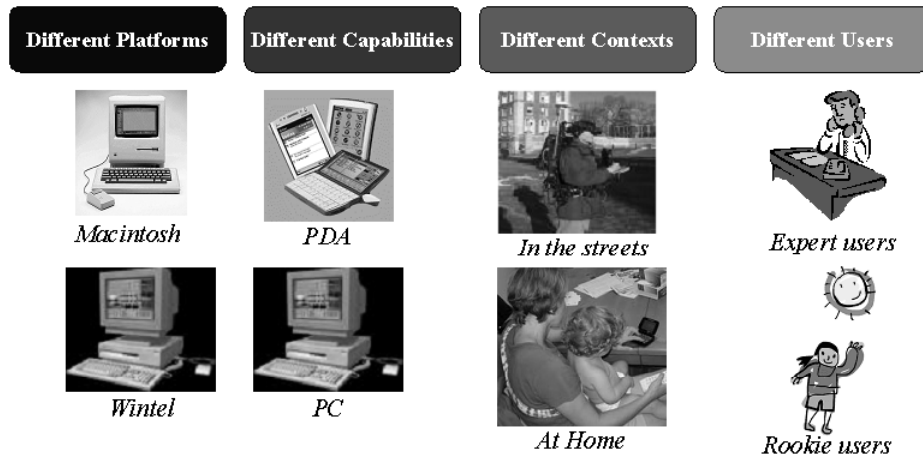 Different Platforms
Different Capabilities
Different Contexts
Different Users
Macintosh
PDA
In the streets
Expert users
Wintel
PC
At Home
Rookie users